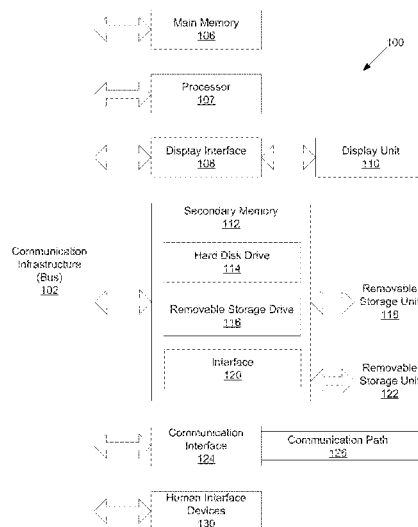 Main Memory
106
100
Processor
107
Display Interface
108
Display Unit
110
Secondary Memory
112
Communication
Infrastructure
(Bus)
102
Hard Disk Drive
114
Removable Storage Drive
116
Removable
Storage Unit
118
Interface
120
Removable
Storage Unit
122
Communication
Interface
124
Communication Path
126
Human Interface
Devices
130